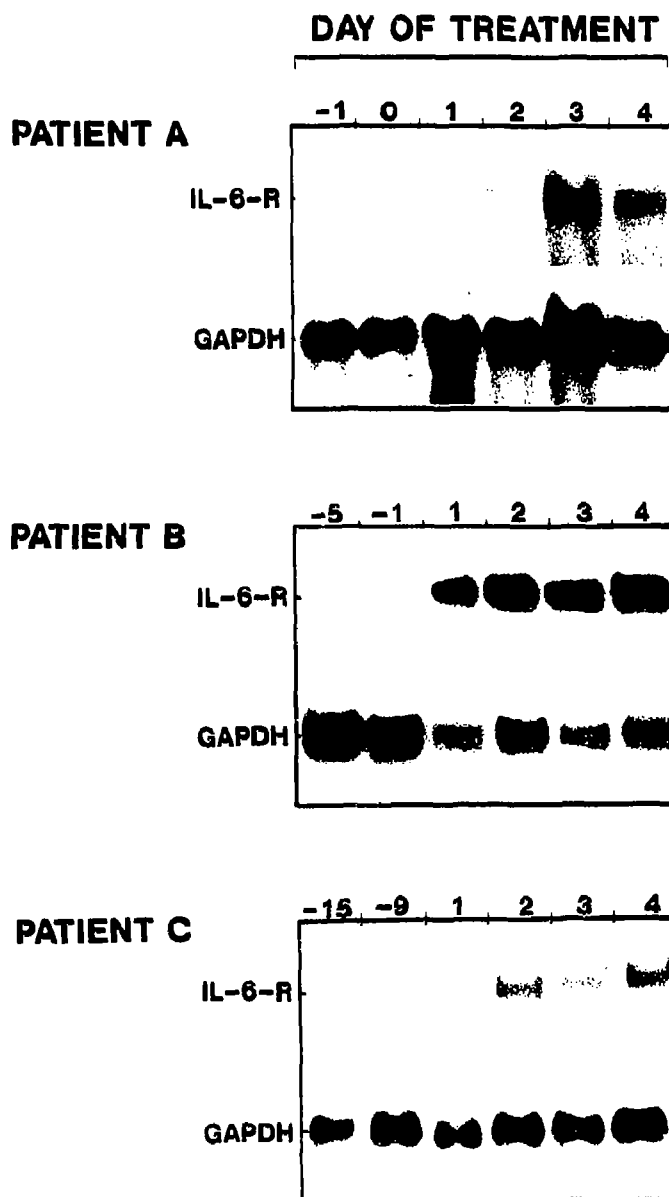 DAY OF TREATMENT
PATIENT A
-1 0 1 2 3 4
IL-6-R
GAPDH
PATIENT B
-5 -1 1 2 3 4
IL-6-R
GAPDH
PATIENT C
-15 -9 1 2 3 4
IL-6-R
GAPDH